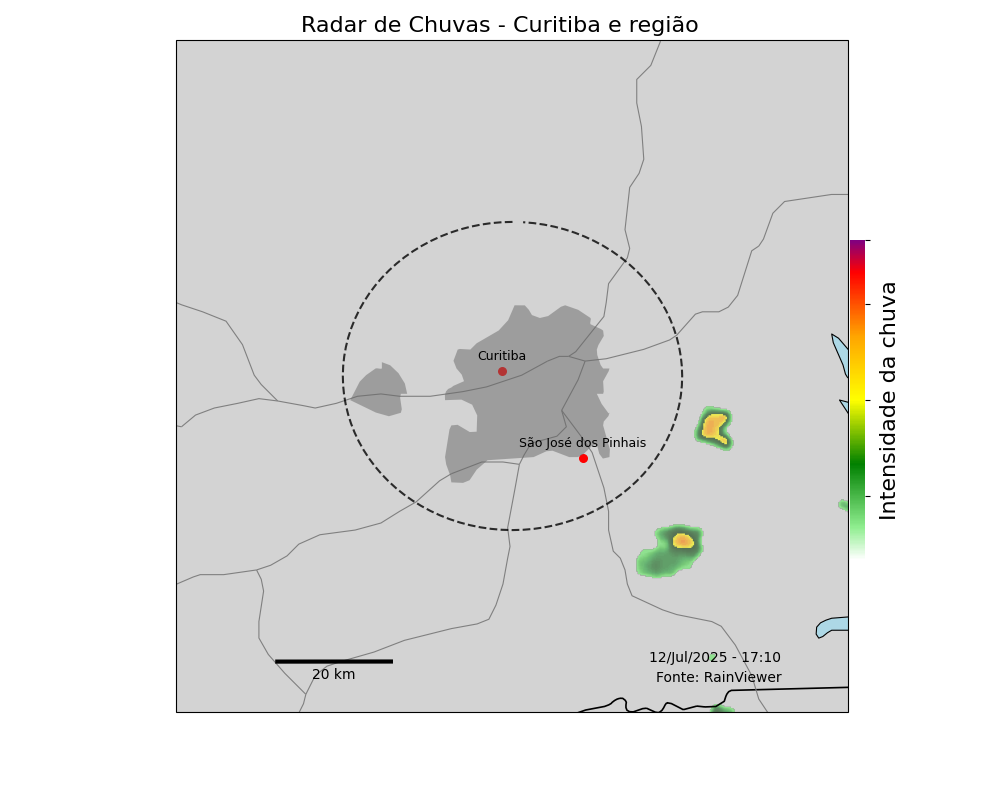 Radar de Chuvas - Curitiba e região
Curitiba
São José dos Pinhais
Intensidade da chuva
12/Jul/2025 - 17:10
20 km
Fonte: RainViewer